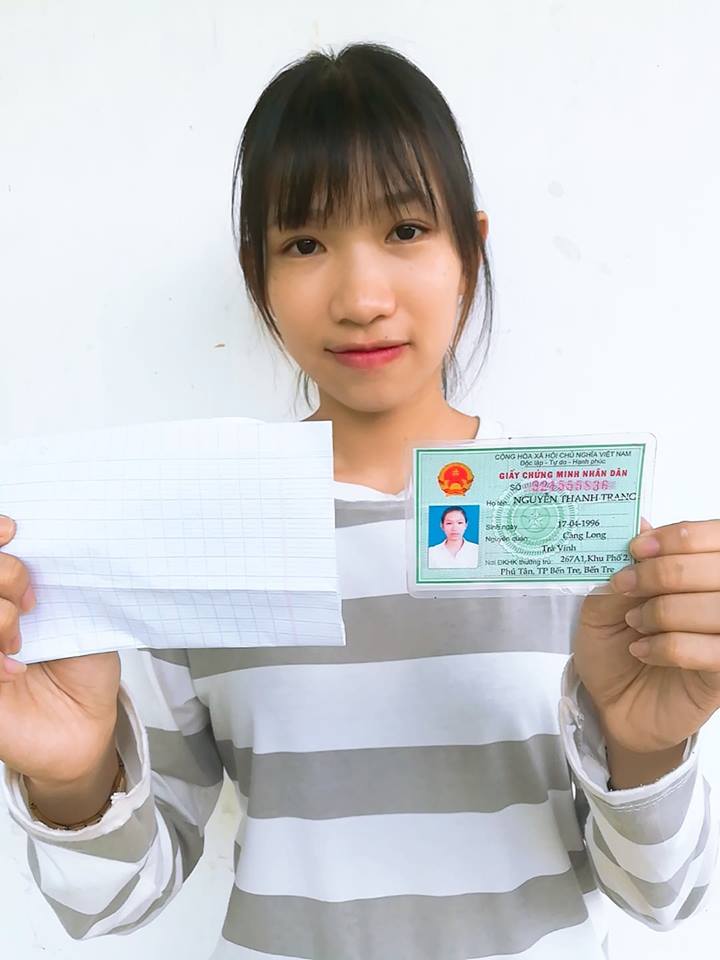 CỘNG HÒA XÃ HỘI CHỦ NGHĨA VIỆT NAM
Độc lập - Tự do - Hạnh phúc
GIẤY CHỨNG MINH NHÂN DÂN
SỐ 321555836
Họ tên: NGUYỄN THANH TRANG
Sinh ngày 17-04-1996
Nguyên quán: Càng Long
Trà Vinh
Nơi ĐKHK thường trú: 267A1,Khu Phố 2
Phú Tân, TP Bến Tre, Bến Tre